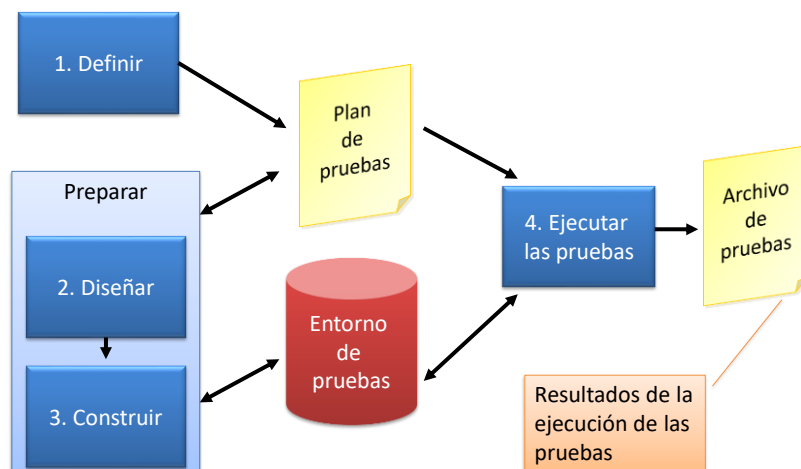 1. Definir
Plan
de
pruebas
Preparar
2. Diseñar
3. Construir
Entorno
de
pruebas
4. Ejecutar
las pruebas
Archivo
de
pruebas
Resultados de la
ejecución de las
pruebas